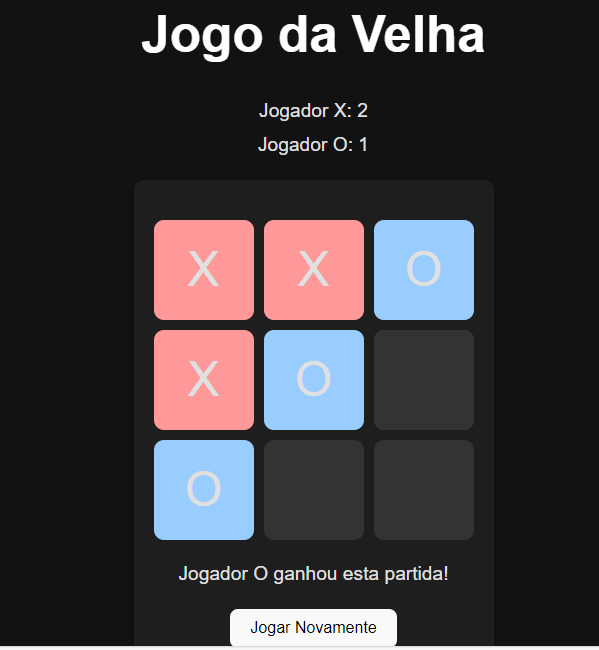 Jogo da Velha
Jogador X: 2
Jogador O: 1
X X O
X O
O
Jogador O ganhou esta partida!
Jogar Novamente